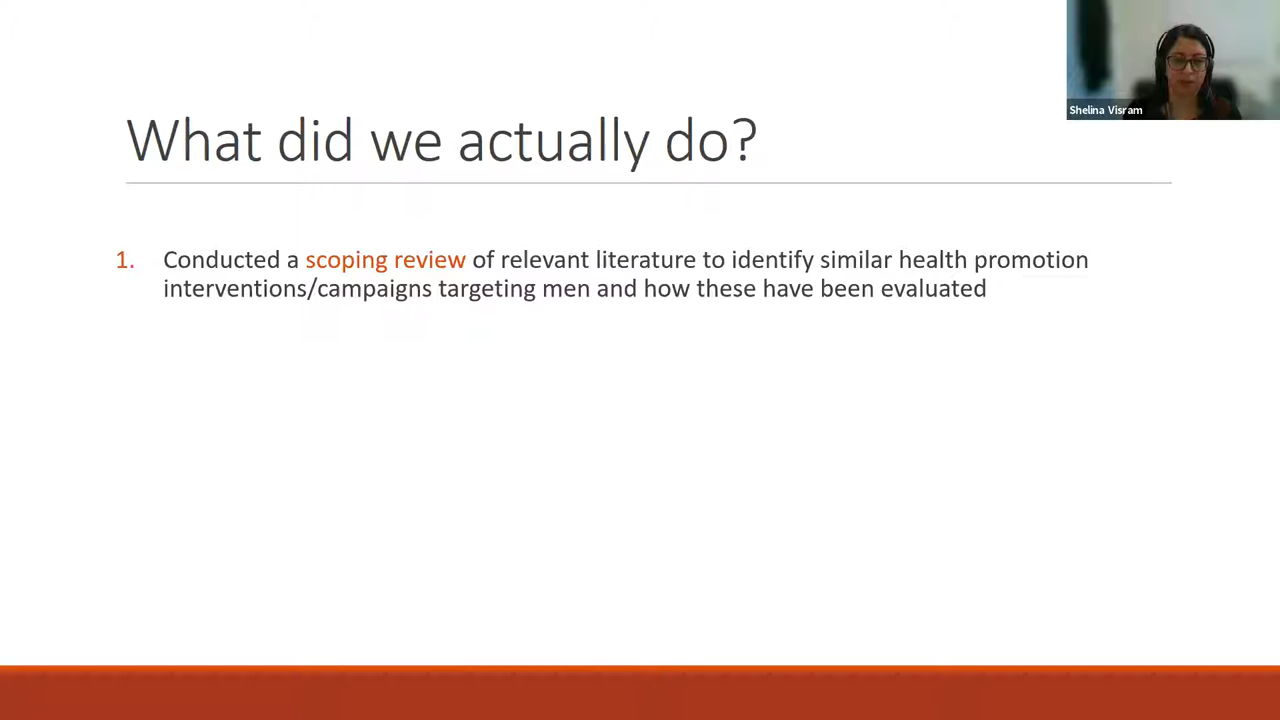 Shelina Visram
What did we actually do?
1. Conducted a scoping review of relevant literature to identify similar health promotion
interventions/campaigns targeting men and how these have been evaluated